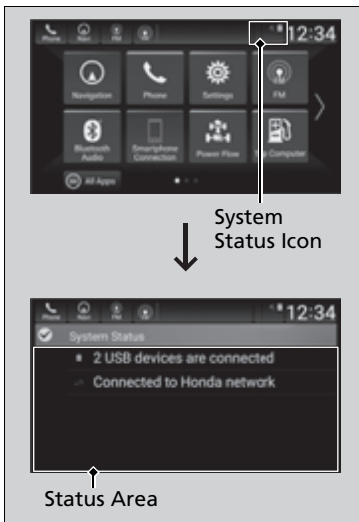 Phone Navi FM
12:34
Navigation Phone Settings FM
Bluetooth Smartphone Power Flow Trip Computer
Audio Connection
All Apps
System
Status Icon
Phone Navi FM
12:34
System Status
2 USB devices are connected
Connected to Honda network
Status Area